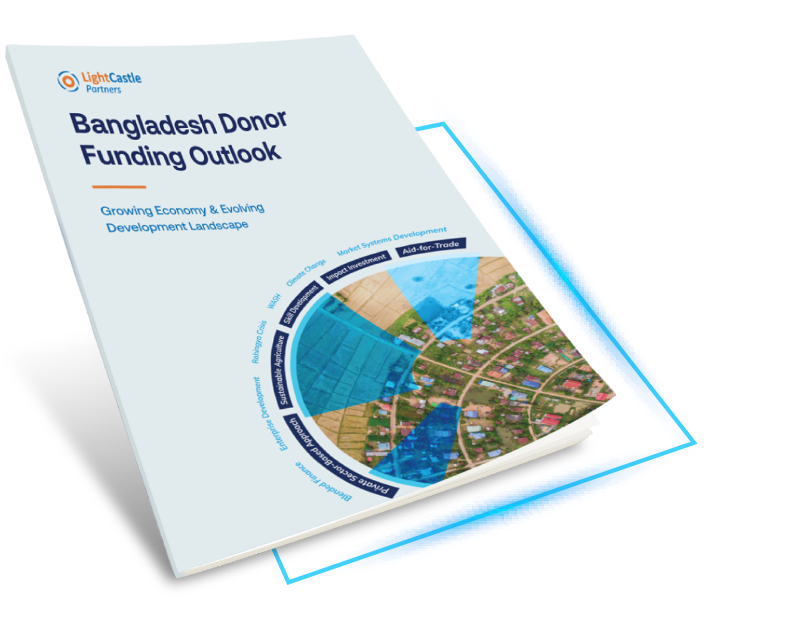 LightCastle
Partners
Bangladesh Donor
Funding Outlook
Growing Economy & Evolving
Development Landscape
Market Systems Development
Aid-for-Trade
Climate Change
Impact Investment
WASH
Skill Development
Rohingya Crisis
Sustainable Agriculture
Enterprise Development
Private Sector-Based Approach
Blended Finance